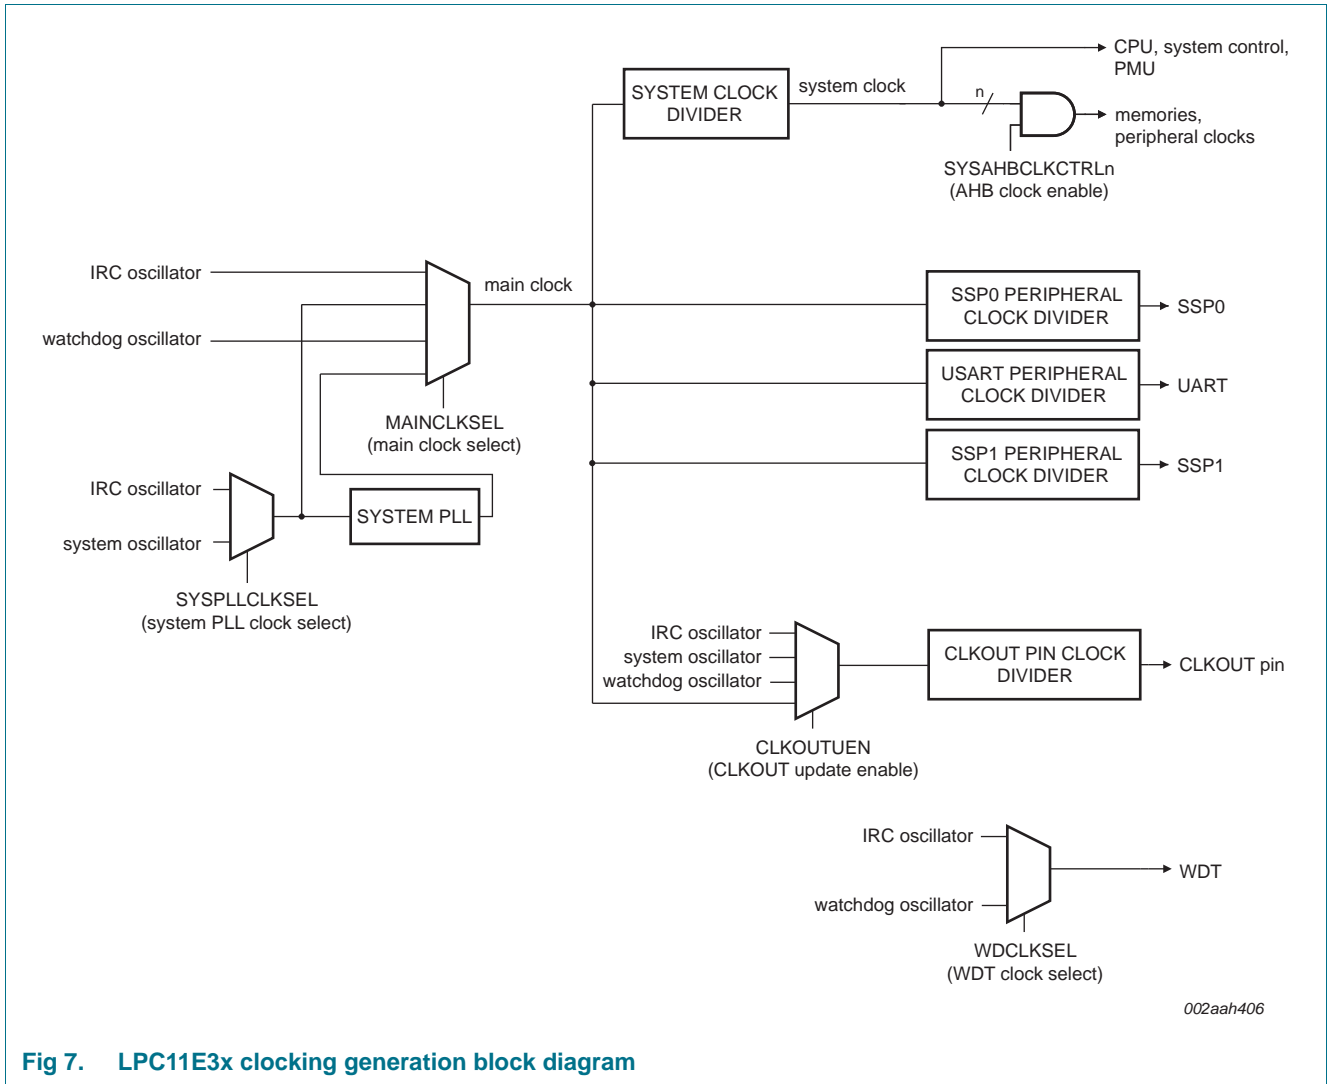 CPU, system control,
PMU
SYSTEM CLOCK
DIVIDER
system clock
n
memories,
peripheral clocks
SYSAHBCLKCTRLn
(AHB clock enable)
IRC oscillator
main clock
watchdog oscillator
MAINCLKSEL
(main clock select)
SSP0 PERIPHERAL
CLOCK DIVIDER
SSP0
USART PERIPHERAL
CLOCK DIVIDER
UART
SSP1 PERIPHERAL
CLOCK DIVIDER
SSP1
IRC oscillator
system oscillator
SYSTEM PLL
SYSPLLCLKSEL
(system PLL clock select)
IRC oscillator
system oscillator
watchdog oscillator
CLKOUT PIN CLOCK
DIVIDER
CLKOUT pin
CLKOUTUEN
(CLKOUT update enable)
IRC oscillator
watchdog oscillator
WDT
WDCLKSEL
(WDT clock select)
002aah406
Fig 7. LPC11E3x clocking generation block diagram